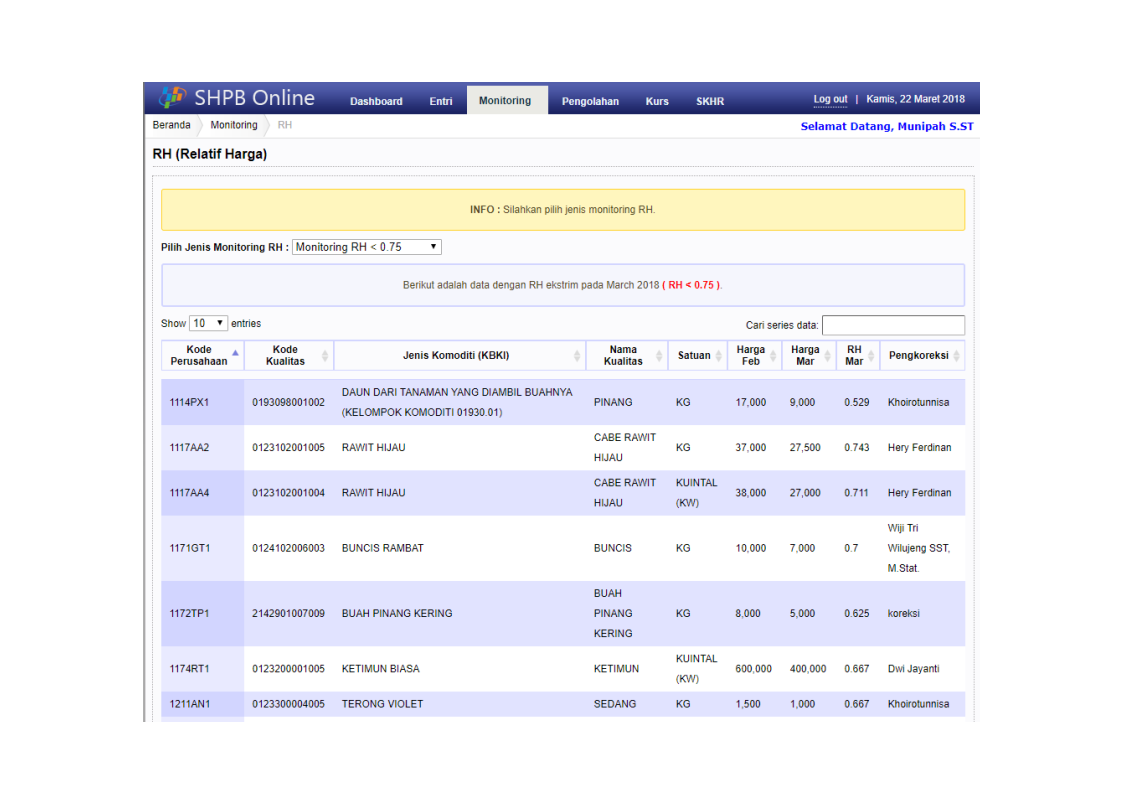 SHPB Online Dashboard Entri Monitoring Pengolahan Kurs SKHR Log out | Kamis, 22 Maret 2018
Beranda Monitoring RH Selamat Datang, Munipah S.ST
RH (Relatif Harga)
INFO : Silahkan pilih jenis monitoring RH.
Pilih Jenis Monitoring RH : Monitoring RH < 0.75
Berikut adalah data dengan RH ekstrim pada March 2018 ( RH < 0.75 ).
Show 10 entries Cari series data:
Kode Perusahaan Kode Kualitas Jenis Komoditi (KBKI) Nama Kualitas Satuan Harga Feb Harga Mar RH Mar Pengkoreksi
1114PX1 0193098001002 DAUN DARI TANAMAN YANG DIAMBIL BUAHNYA (KELOMPOK KOMODITI 01930.01) PINANG KG 17,000 9,000 0.529 Khoirotunnisa
1117AA2 0123102001005 RAWIT HIJAU CABE RAWIT HIJAU KG 37,000 27,500 0.743 Hery Ferdinan
1117AA4 0123102001004 RAWIT HIJAU CABE RAWIT HIJAU KUINTAL (KW) 38,000 27,000 0.711 Hery Ferdinan
1171GT1 0124102006003 BUNCIS RAMBAT BUNCIS KG 10,000 7,000 0.7 Wiji Tri Wilujeng SST, M.Stat.
1172TP1 2142901007009 BUAH PINANG KERING BUAH PINANG KERING KG 8,000 5,000 0.625 koreksi
1174RT1 0123200001005 KETIMUN BIASA KETIMUN KUINTAL (KW) 600,000 400,000 0.667 Dwi Jayanti
1211AN1 0123300004005 TERONG VIOLET SEDANG KG 1,500 1,000 0.667 Khoirotunnisa